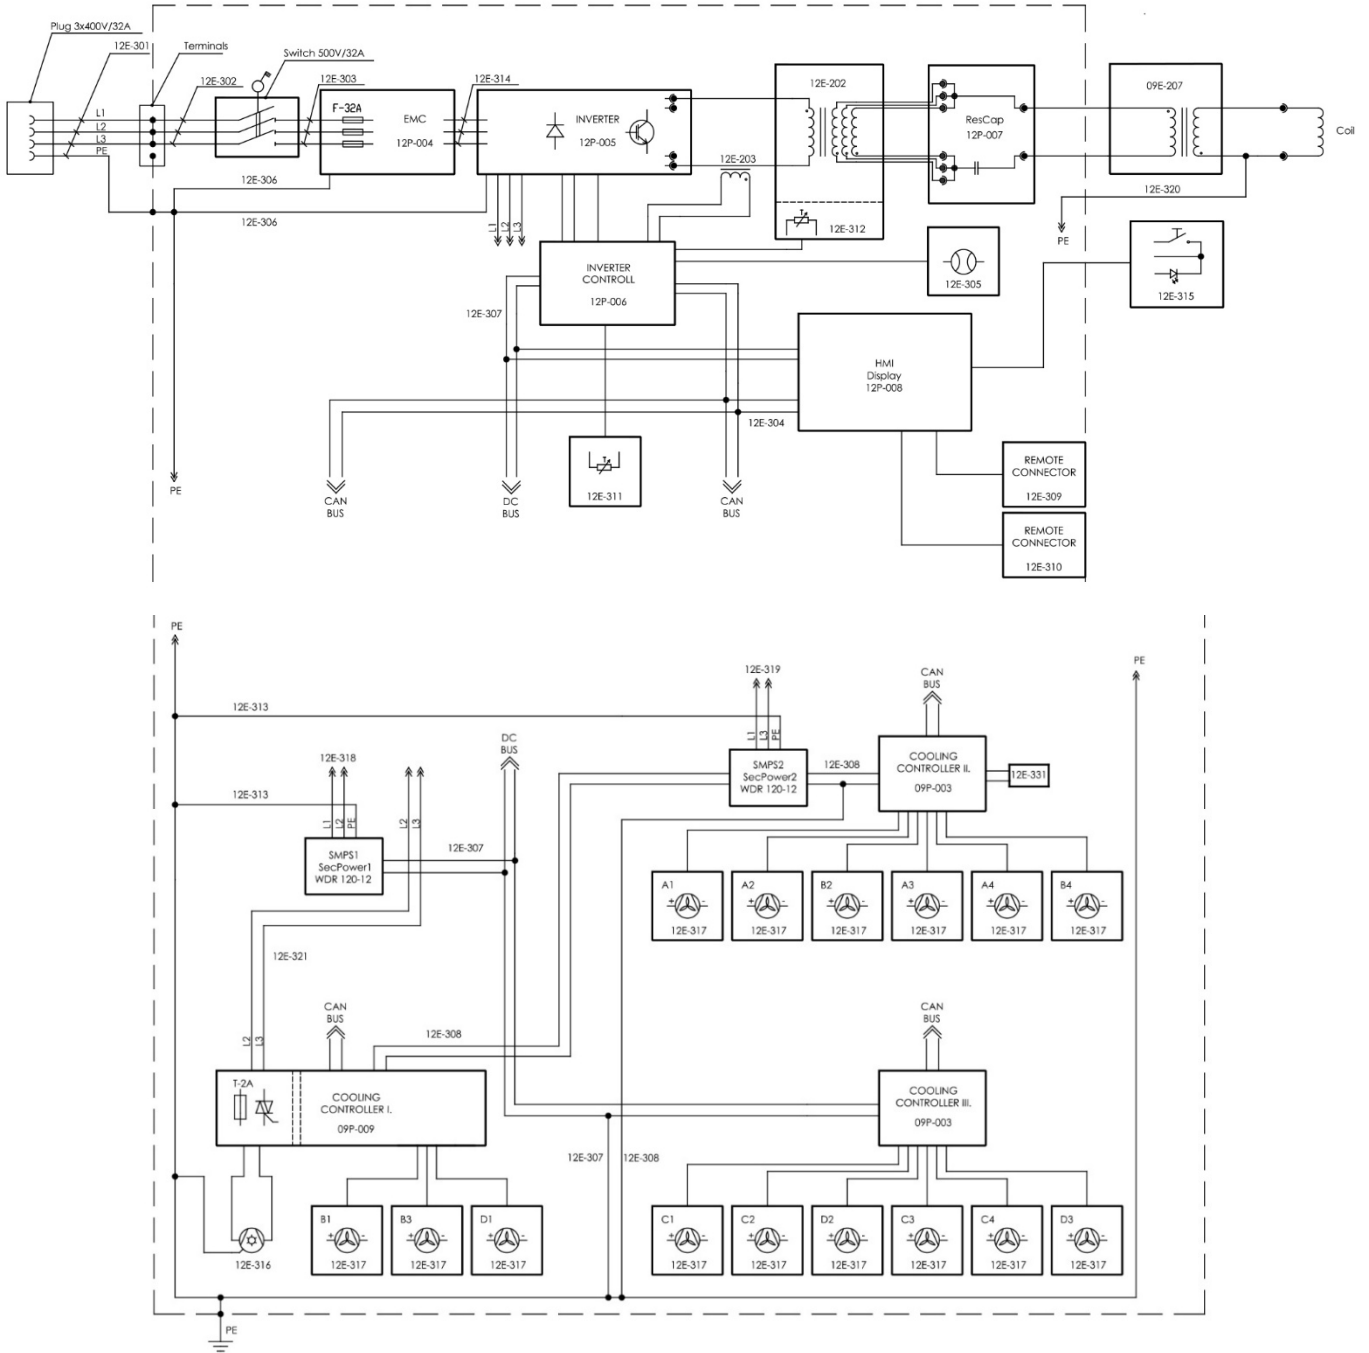 Plug 3x400V/32A
12E-301
Terminals
Switch 500V/32A
12E-302
12E-303
12E-314
L1
L2
L3
PE
F-32A
EMC
12P-004
INVERTER
12P-005
12E-202
ResCap
12P-007
09E-207
Coil
12E-203
12E-306
12E-306
L1
L2
L3
T
12E-312
12E-320
PE
INVERTER
CONTROLL
12P-006
12E-305
12E-315
12E-307
HMI
Display
12P-008
12E-304
T
12E-311
REMOTE
CONNECTOR
12E-309
REMOTE
CONNECTOR
12E-310
PE
CAN
BUS
DC
BUS
CAN
BUS
PE
12E-319
CAN
BUS
PE
12E-313
L1
L3
PE
DC
BUS
12E-318
SMPS2
SecPower2
WDR 120-12
12E-308
COOLING
CONTROLLER II.
09P-003
12E-331
12E-313
L1
L2
PE
L2
L3
SMPS1
SecPower1
WDR 120-12
12E-307
A1
12E-317
A2
12E-317
B2
12E-317
A3
12E-317
A4
12E-317
B4
12E-317
12E-321
CAN
BUS
12E-308
CAN
BUS
L2
L3
T-2A
COOLING
CONTROLLER I.
09P-009
COOLING
CONTROLLER III.
09P-003
12E-307
12E-308
12E-316
B1
12E-317
B3
12E-317
D1
12E-317
C1
12E-317
C2
12E-317
D2
12E-317
C3
12E-317
C4
12E-317
D3
12E-317
PE